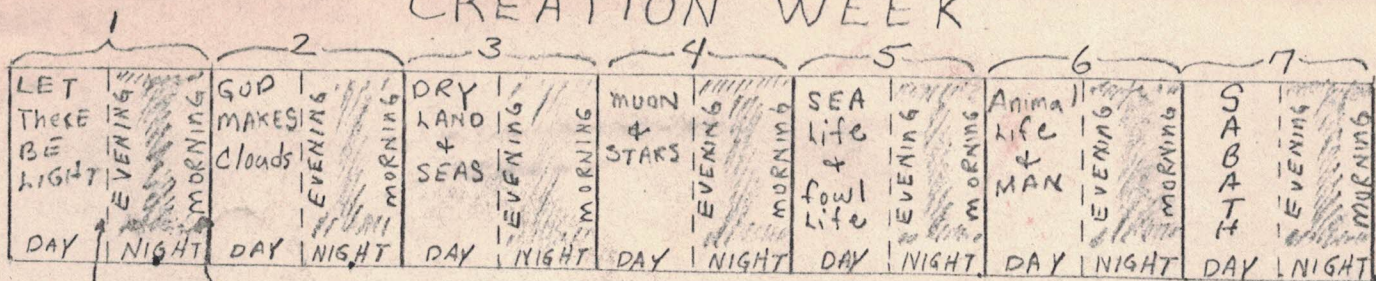 CREATION WEEK
1
2
3
4
5
6
7
LET
TheRE
BE
LIGHT
EVENING
MORNING
DAY
NIGHT
GOD
MAKES
Clouds
EVENING
MORNING
DAY
NIGHT
DRY
LAND
&
SEAS
EVENING
MORNING
DAY
NIGHT
MOON
&
STARS
EVENING
MORNING
DAY
NIGHT
SEA
Life
&
fowl
Life
EVENING
MORNING
DAY
NIGHT
Animal
Life
&
MAN
EVENING
MORNING
DAY
NIGHT
S
A
B
A
T
H
EVENING
MORNING
DAY
NIGHT